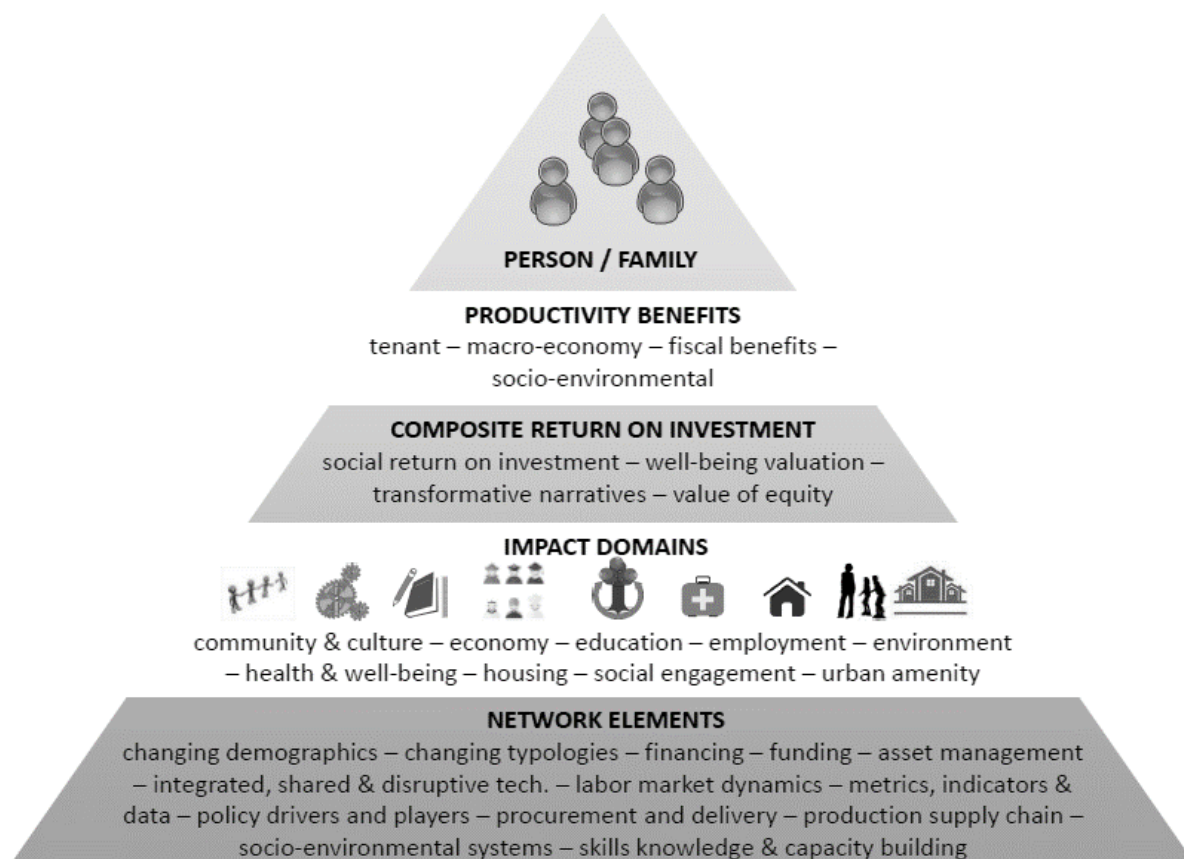 PERSON / FAMILY
PRODUCTIVITY BENEFITS
tenant – macro-economy – fiscal benefits –
socio-environmental
COMPOSITE RETURN ON INVESTMENT
social return on investment – well-being valuation –
transformative narratives – value of equity
IMPACT DOMAINS
community & culture – economy – education – employment – environment
– health & well-being – housing – social engagement – urban amenity
NETWORK ELEMENTS
changing demographics – changing typologies – financing – funding – asset management
– integrated, shared & disruptive tech. – labor market dynamics – metrics, indicators &
data – policy drivers and players – procurement and delivery – production supply chain –
socio-environmental systems – skills knowledge & capacity building